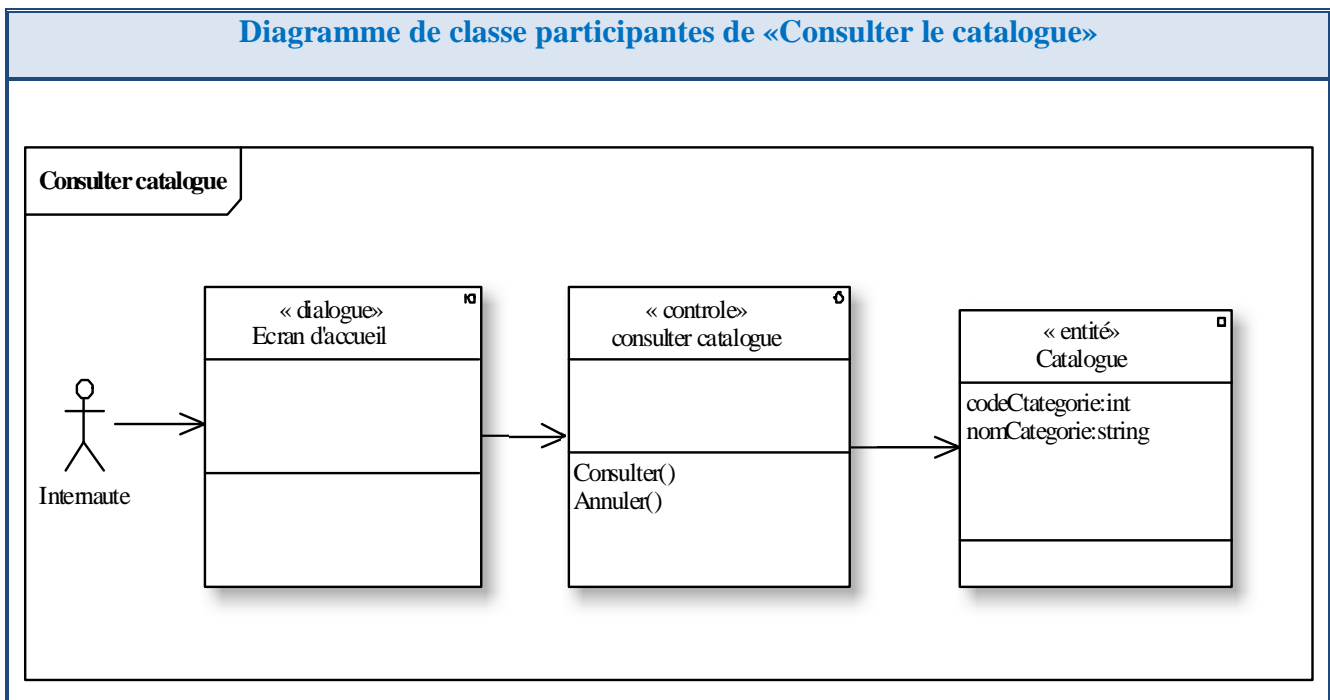 Diagramme de classe participantes de «Consulter le catalogue»
Consulter catalogue
Internaute
« dialogue»
Ecran d'accueil
« controle»
consulter catalogue
Consulter()
Annuler()
« entité»
Catalogue
codeCtategorie:int
nomCategorie:string